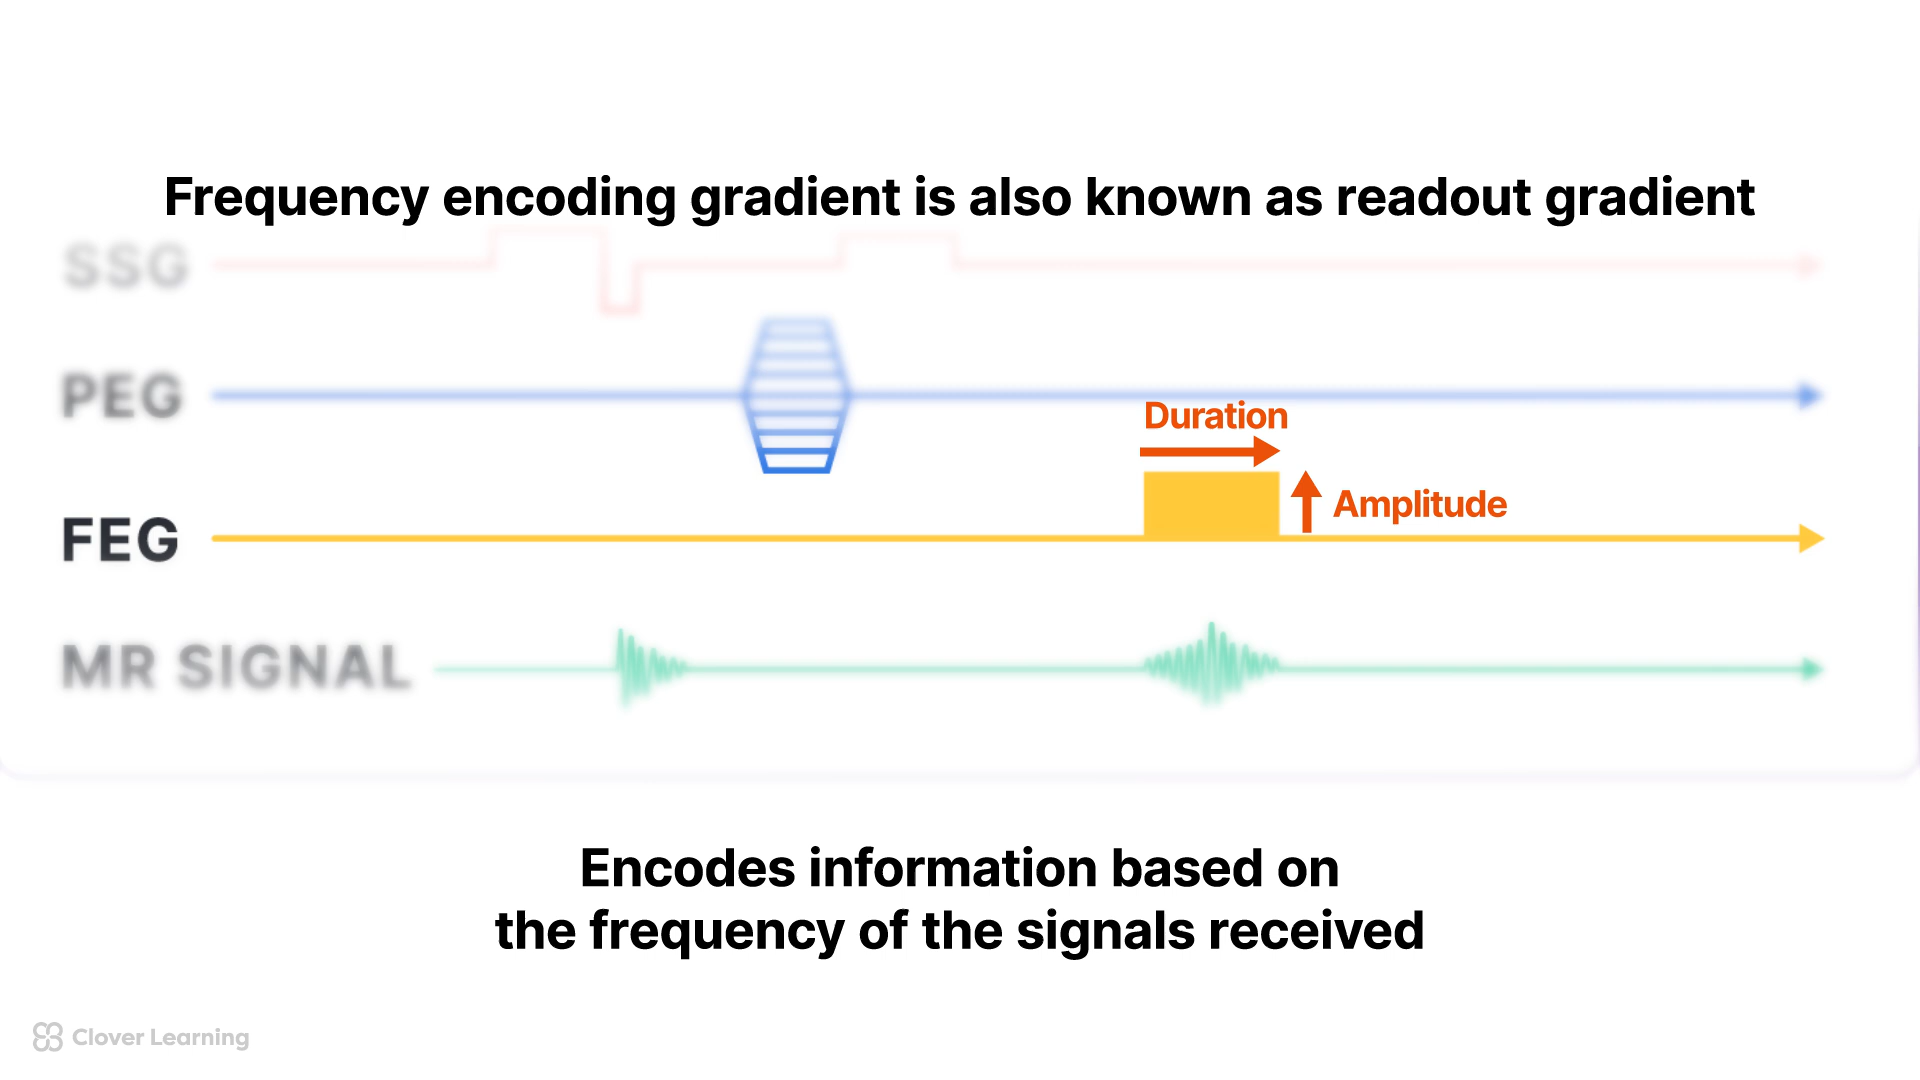 Frequency encoding gradient is also known as readout gradient
SSG
PEG
Duration
Amplitude
FEG
MR SIGNAL
Encodes information based on
the frequency of the signals received
Clover Learning